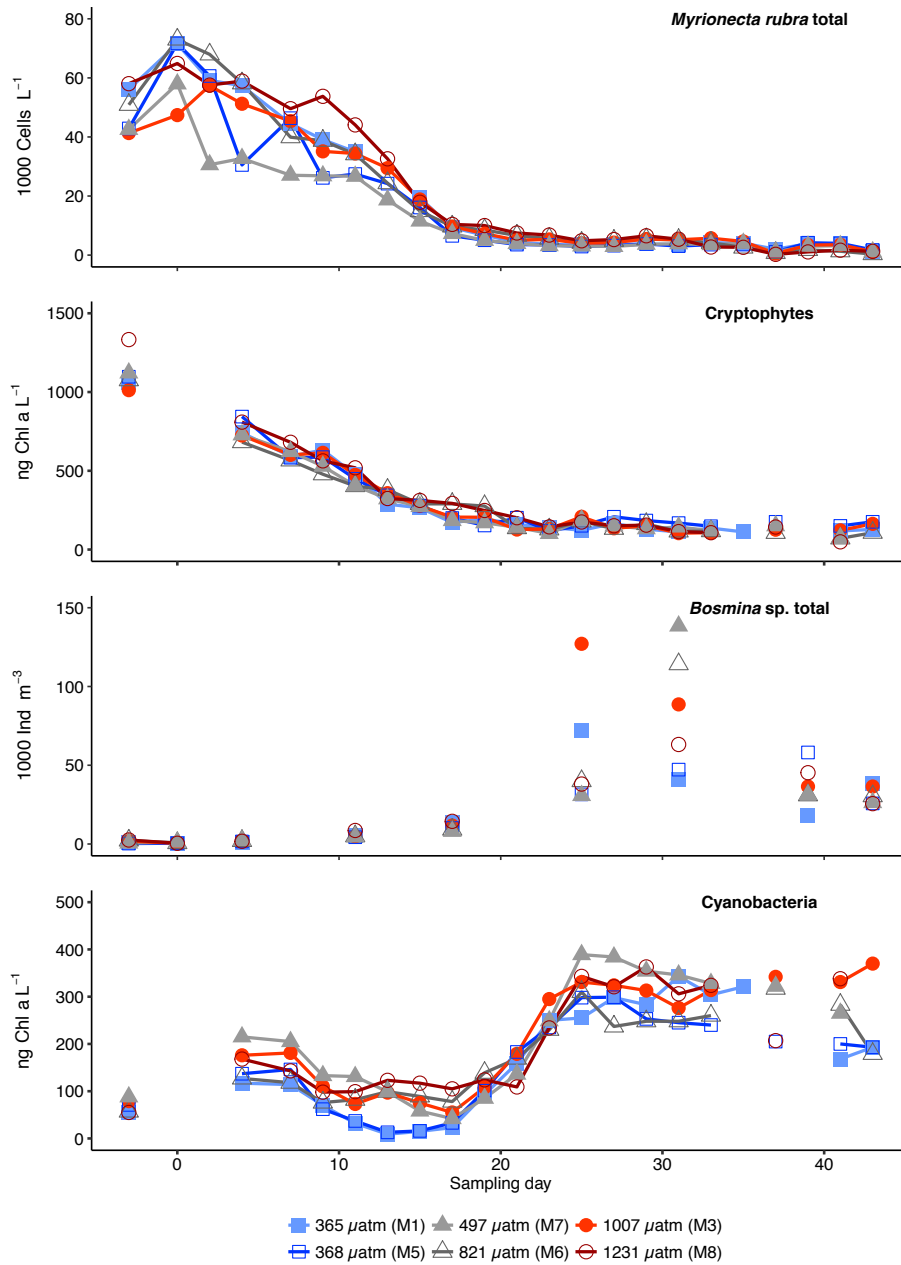 Myrionecta rubra total
80
60
40
20
0
1000 Cells L⁻¹
Cryptophytes
1500
1000
500
0
ng Chl a L⁻¹
Bosmina sp. total
150
100
50
0
1000 Ind m⁻³
Cyanobacteria
500
400
300
200
100
0
ng Chl a L⁻¹
0 10 20 30 40
Sampling day
365 µatm (M1) 497 µatm (M7) 1007 µatm (M3)
368 µatm (M5) 821 µatm (M6) 1231 µatm (M8)